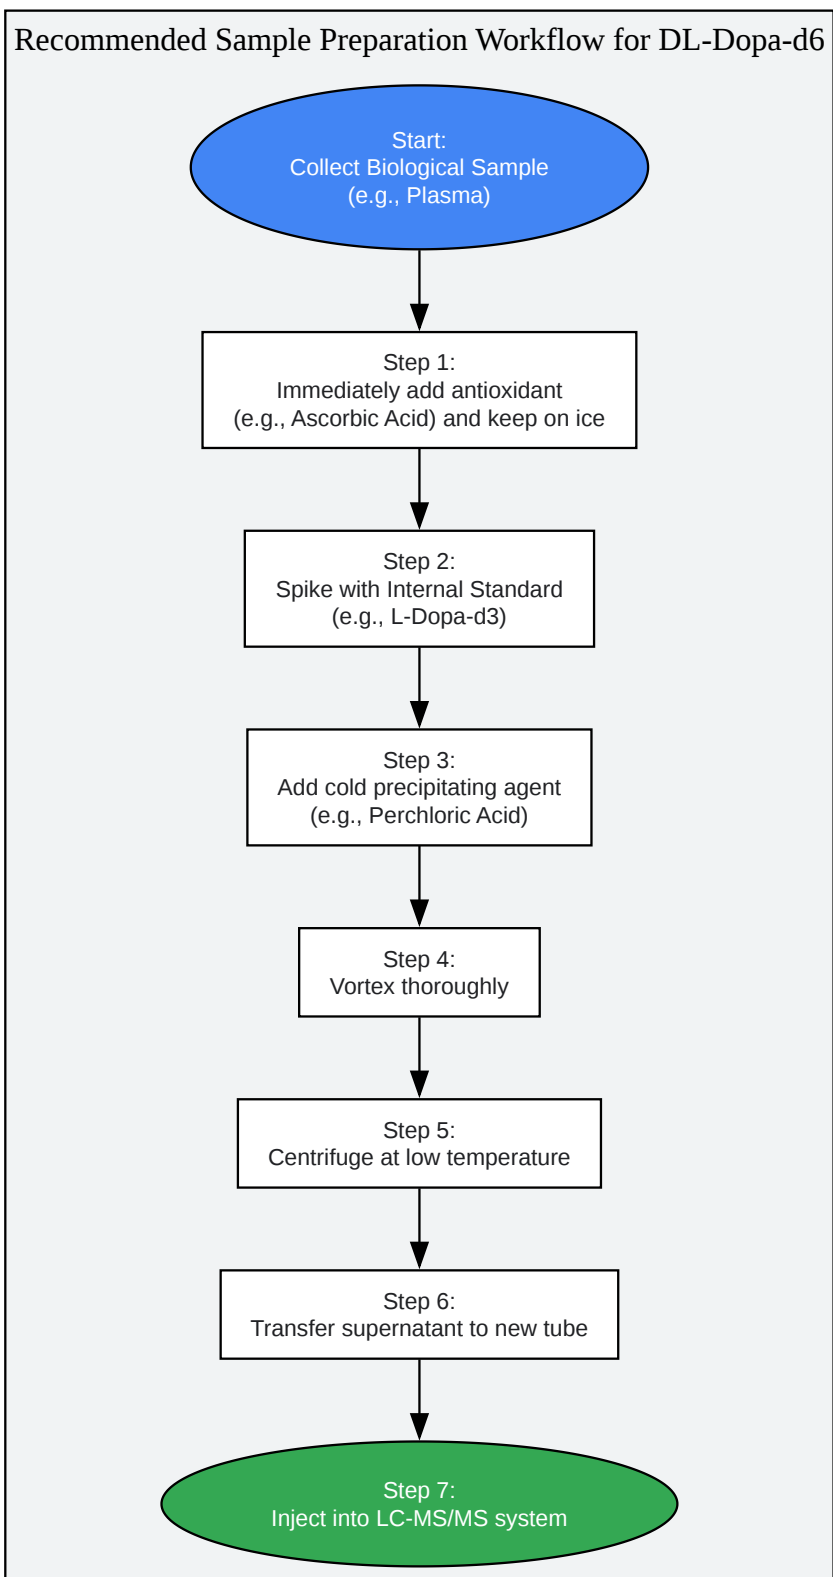 Recommended Sample Preparation Workflow for DL-Dopa-d6
Start:
Collect Biological Sample
(e.g., Plasma)
Step 1:
Immediately add antioxidant
(e.g., Ascorbic Acid) and keep on ice
Step 2:
Spike with Internal Standard
(e.g., L-Dopa-d3)
Step 3:
Add cold precipitating agent
(e.g., Perchloric Acid)
Step 4:
Vortex thoroughly
Step 5:
Centrifuge at low temperature
Step 6:
Transfer supernatant to new tube
Step 7:
Inject into LC-MS/MS system